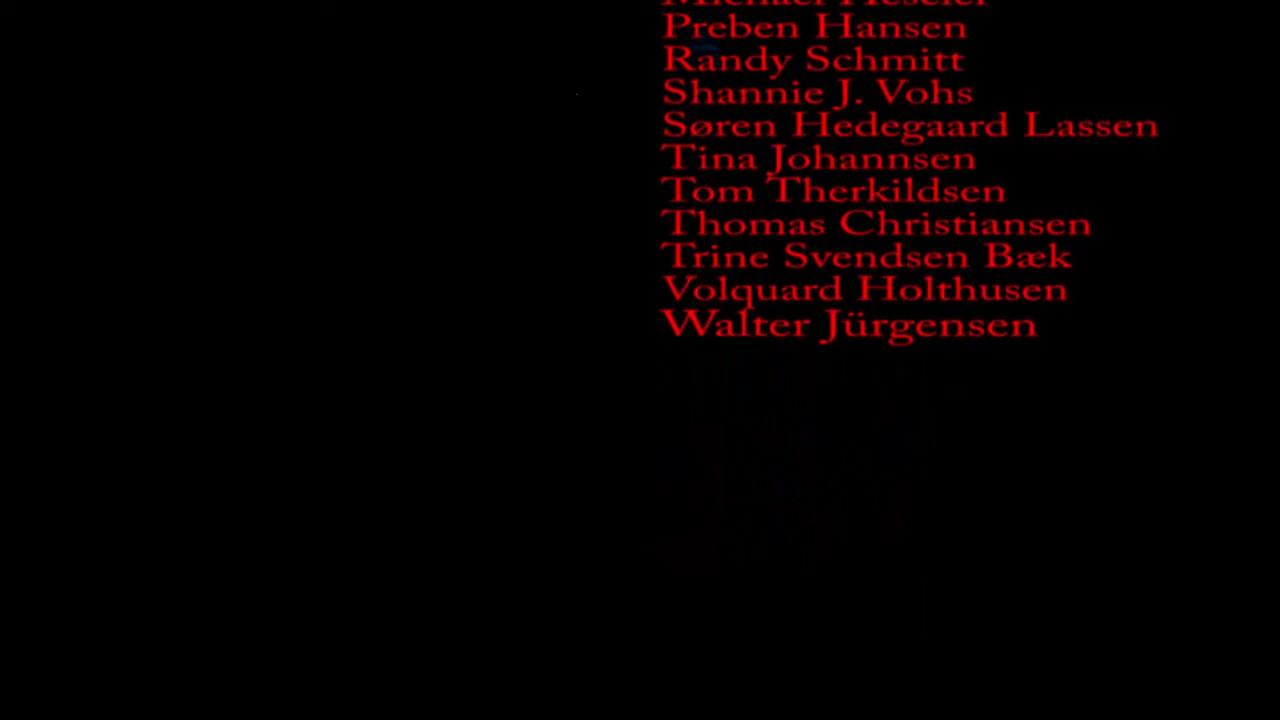 Preben Hansen
Randy Schmitt
Shannie J. Vohs
Søren Hedegaard Lassen
Tina Johannsen
Tom Therkildsen
Thomas Christiansen
Trine Svendsen Bæk
Volquard Holthusen
Walter Jürgensen